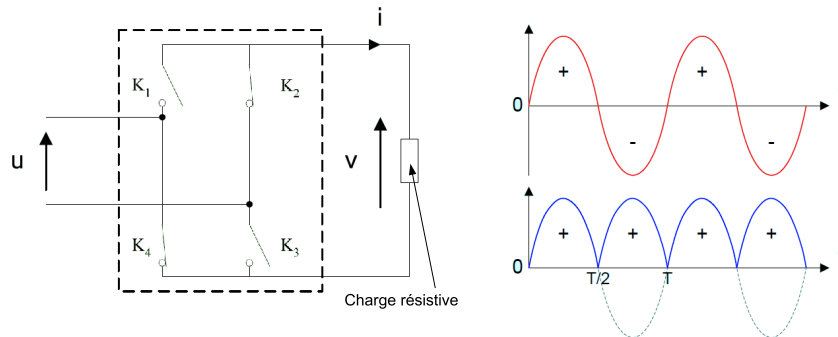 i
K1
K2
u
v
K4
K3
Charge résistive
+
+
0
-
-
+
+
+
+
0
T/2
T